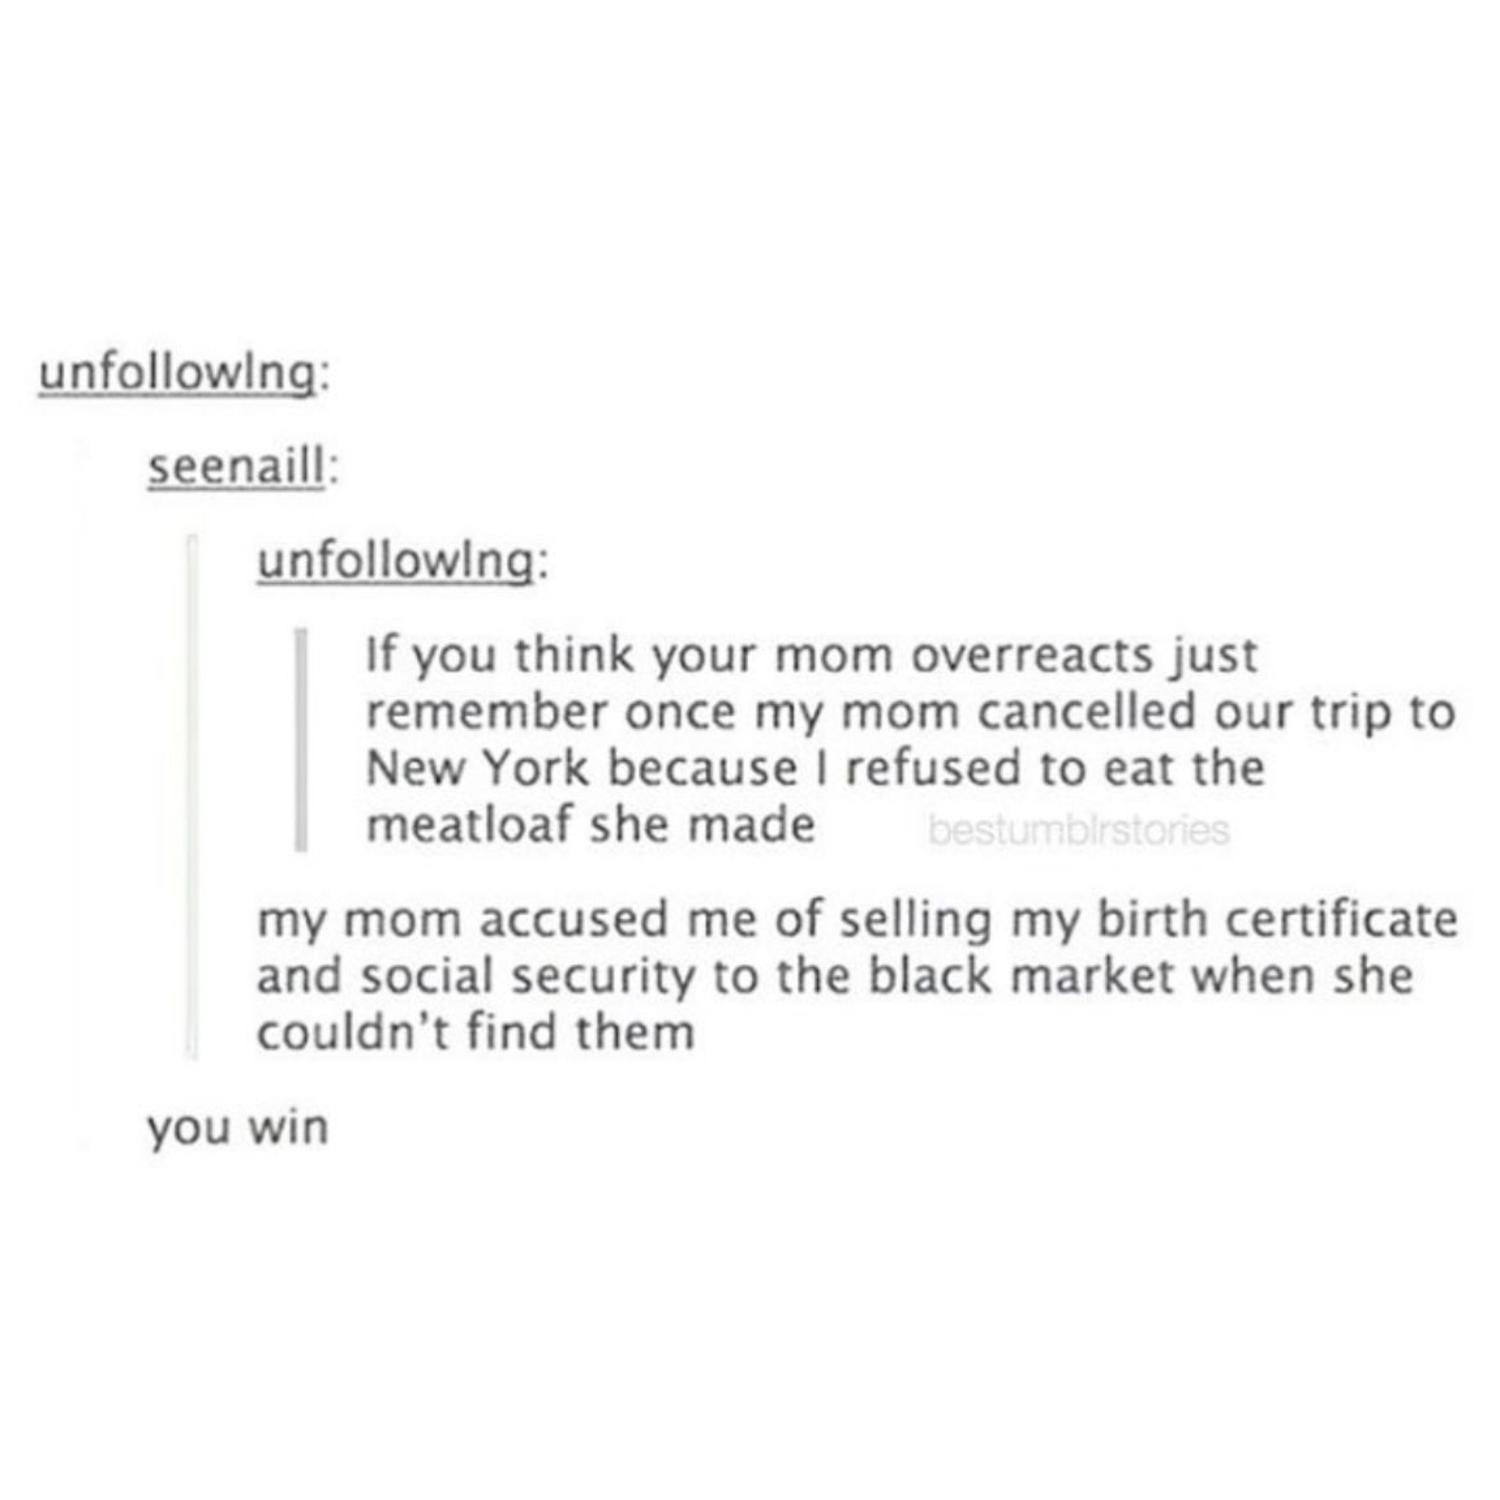 unfollowlng:
seenaill:
unfollowlng:
If you think your mom overreacts just
remember once my mom cancelled our trip to
New York because I refused to eat the
meatloaf she made bestumblrstories
my mom accused me of selling my birth certificate
and social security to the black market when she
couldn't find them
you win